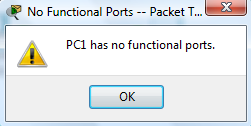 No Functional Ports -- Packet T...
PC1 has no functional ports.
OK